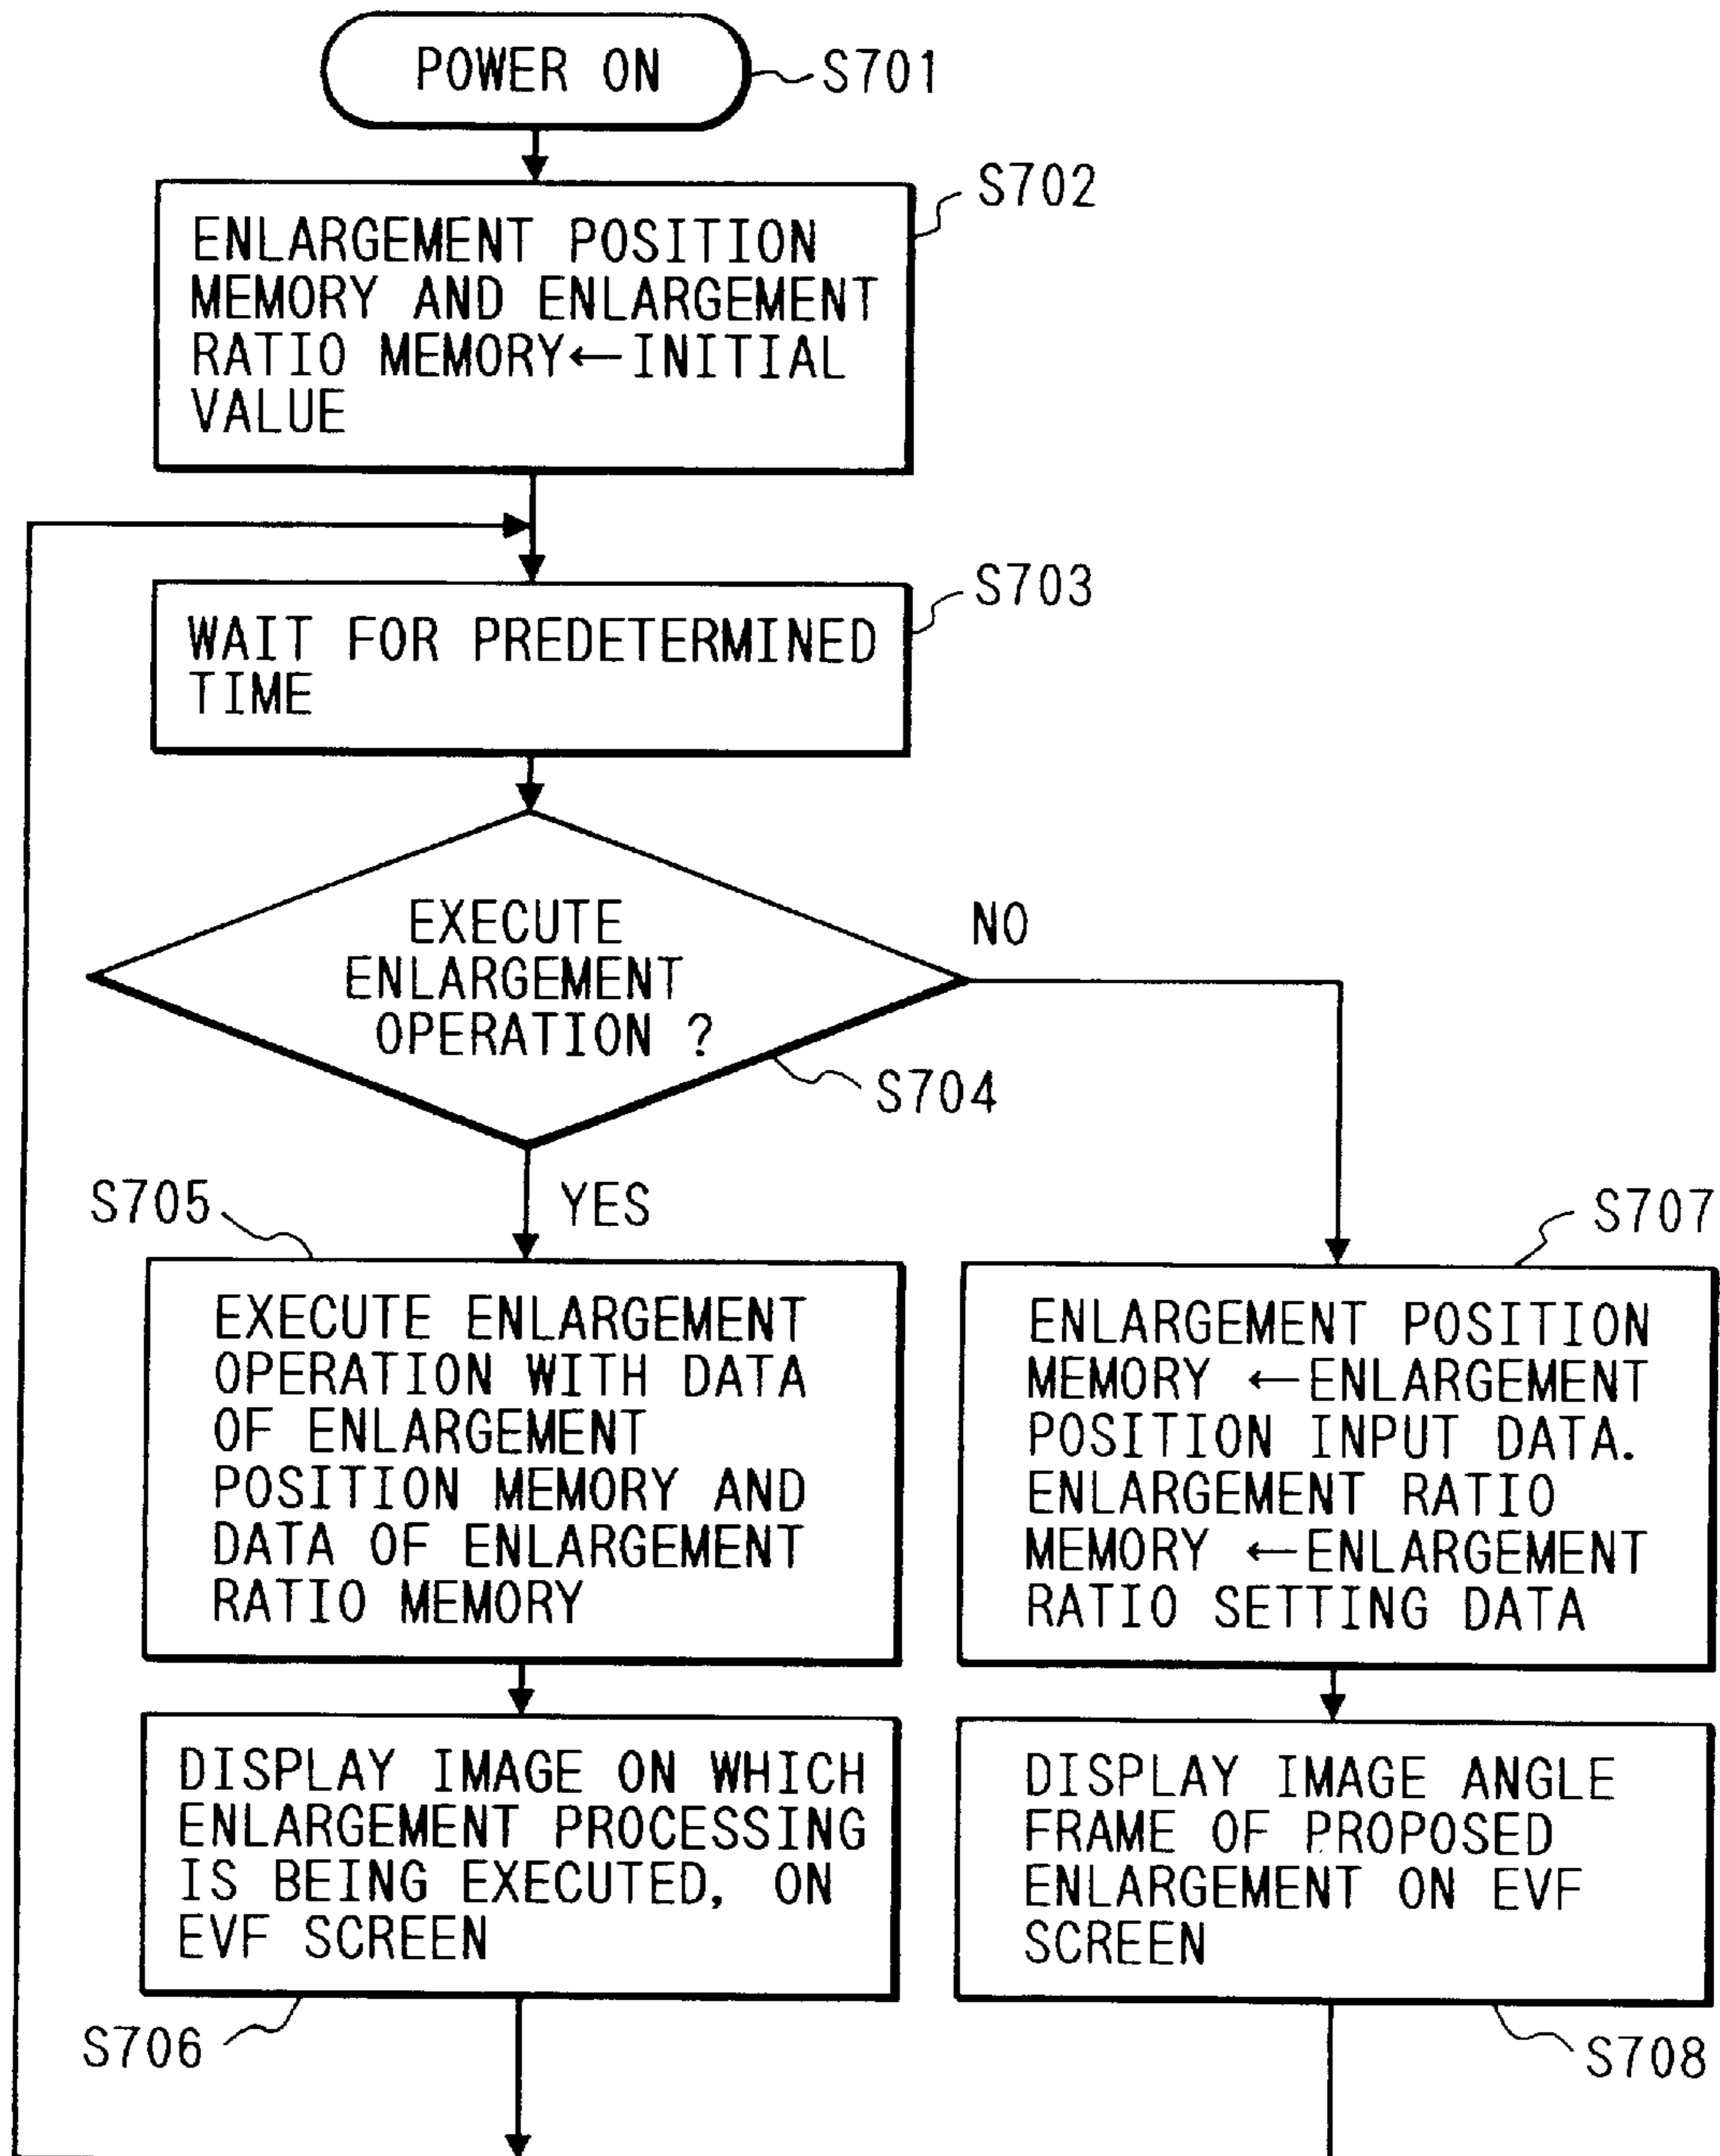 POWER ON
S701
S702
ENLARGEMENT POSITION
MEMORY AND ENLARGEMENT
RATIO MEMORY←INITIAL
VALUE
S703
WAIT FOR PREDETERMINED
TIME
EXECUTE
ENLARGEMENT
OPERATION ?
NO
S704
YES
S705
EXECUTE ENLARGEMENT
OPERATION WITH DATA
OF ENLARGEMENT
POSITION MEMORY AND
DATA OF ENLARGEMENT
RATIO MEMORY
S707
ENLARGEMENT POSITION
MEMORY ←ENLARGEMENT
POSITION INPUT DATA.
ENLARGEMENT RATIO
MEMORY ←ENLARGEMENT
RATIO SETTING DATA
DISPLAY IMAGE ON WHICH
ENLARGEMENT PROCESSING
IS BEING EXECUTED, ON
EVF SCREEN
S706
DISPLAY IMAGE ANGLE
FRAME OF PROPOSED
ENLARGEMENT ON EVF
SCREEN
S708